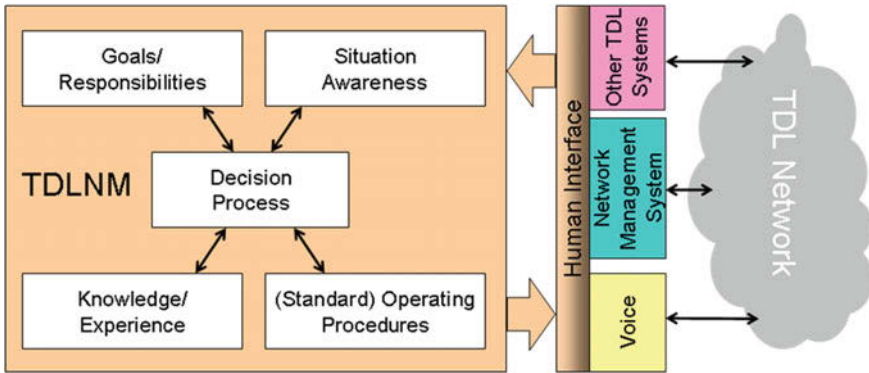 Goals/
Responsibilities
Situation
Awareness
TDLNM
Decision
Process
Knowledge/
Experience
(Standard) Operating
Procedures
Human Interface
Other TDL
Systems
Network
Management
System
Voice
TDL Network